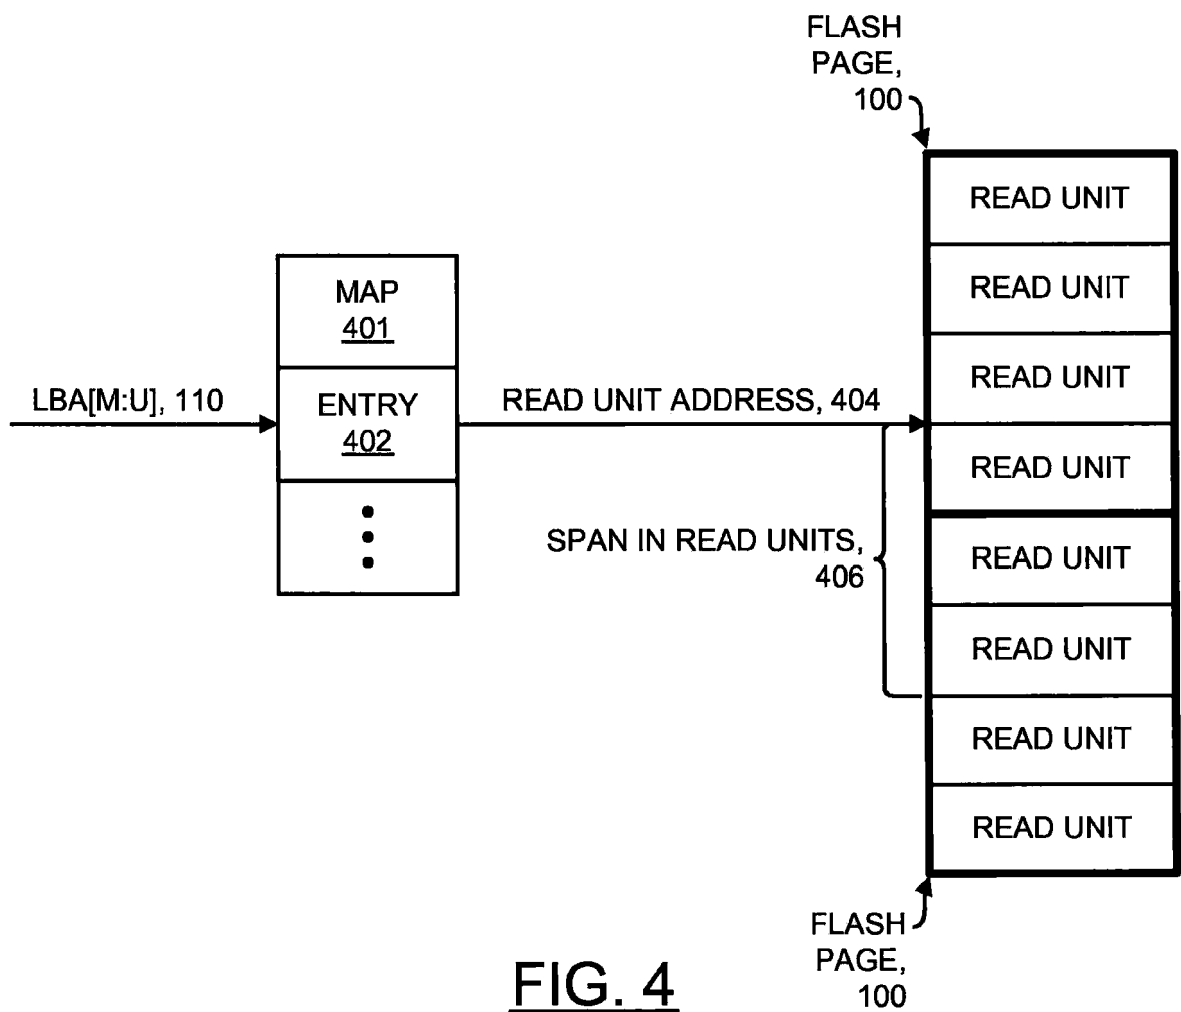 FLASH
PAGE,
100
READ UNIT
READ UNIT
MAP
401
READ UNIT
LBA[M:U], 110
ENTRY
402
READ UNIT ADDRESS, 404
READ UNIT
SPAN IN READ UNITS,
406
READ UNIT
READ UNIT
READ UNIT
READ UNIT
FLASH
PAGE,
100
FIG. 4